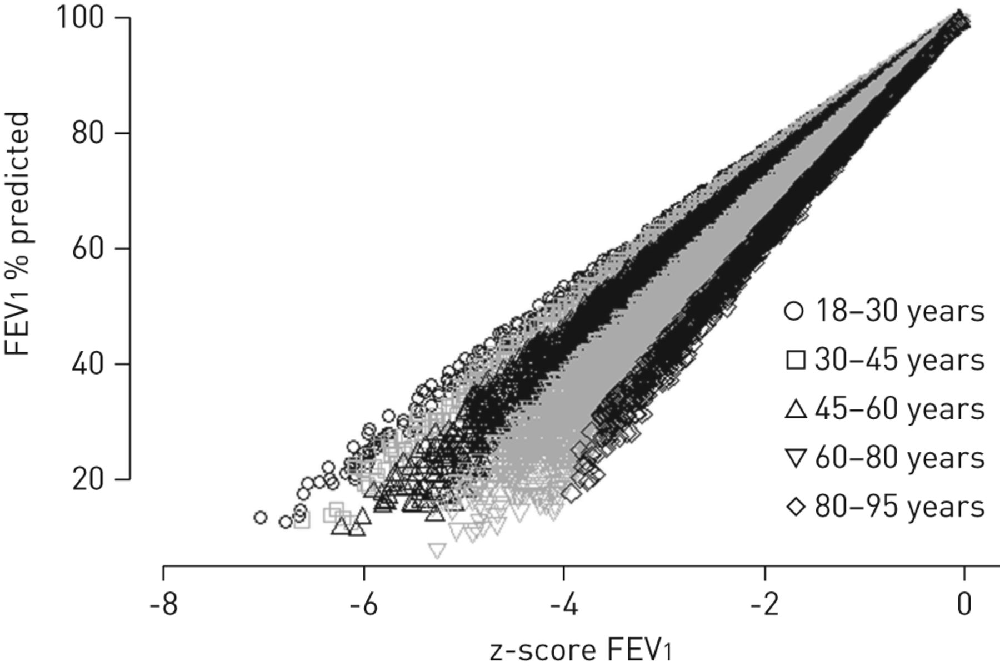 100
80
60
40
20
FEV1 % predicted
18–30 years
30–45 years
45–60 years
60–80 years
80–95 years
-8
-6
-4
-2
0
z-score FEV1